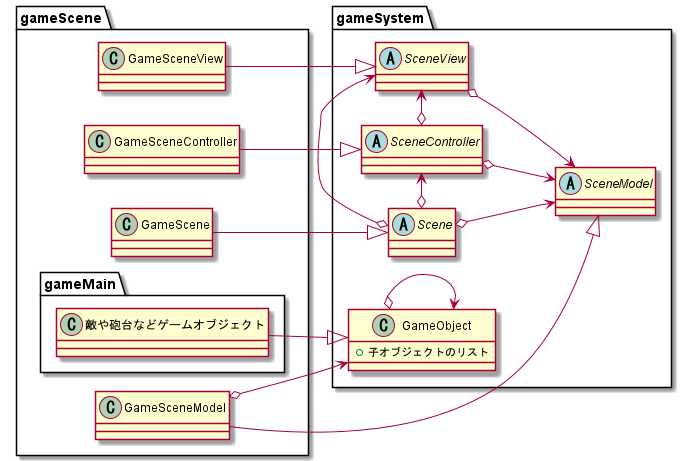 gameScene
gameSystem
C GameSceneView
A SceneView
C GameSceneController
A SceneController
A SceneModel
C GameScene
A Scene
gameMain
C 敵や砲台などゲームオブジェクト
C GameObject
子オブジェクトのリスト
C GameSceneModel